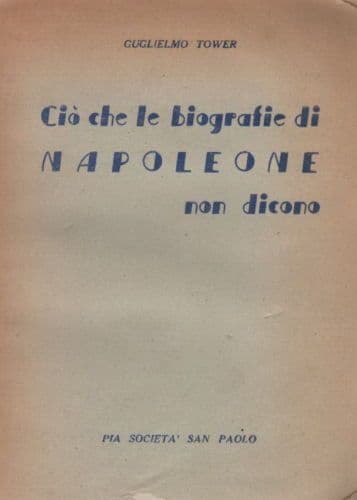 GUGLIELMO TOWER
Ciò che le biografie di
NAPOLEONE
non dicono
PIA SOCIETA' SAN PAOLO